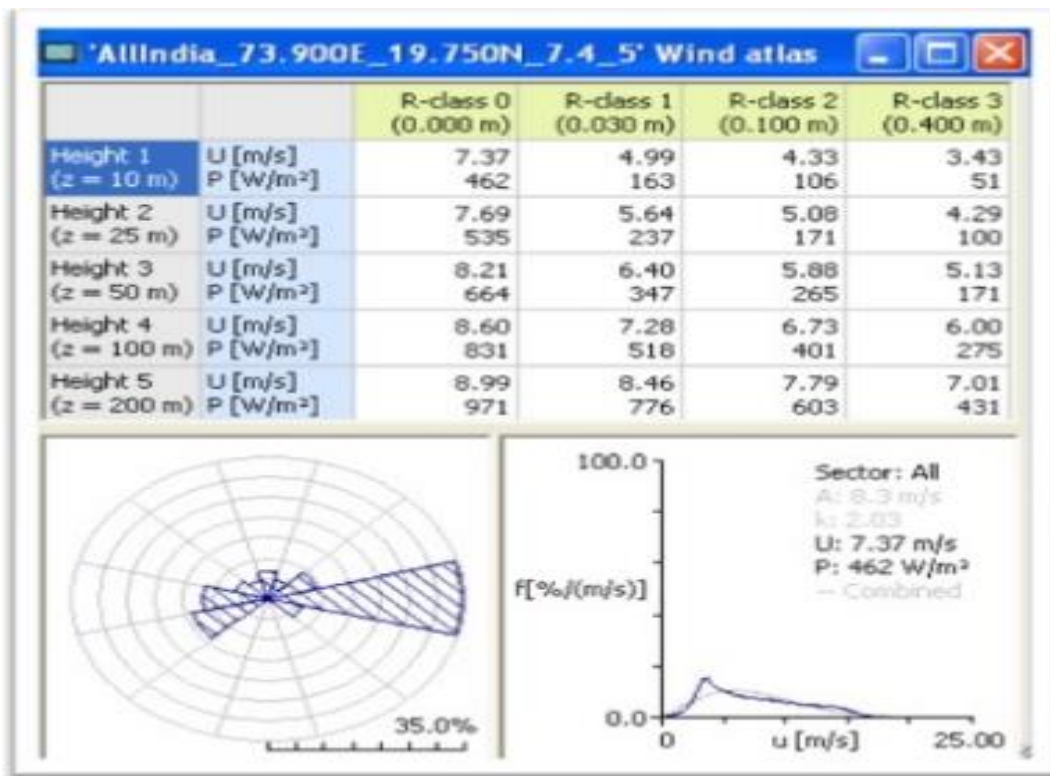 'AllIndia_73.900E_19.750N_7.4_5' Wind atlas
R-class 0 R-class 1 R-class 2 R-class 3
(0.000 m) (0.030 m) (0.100 m) (0.400 m)
Height 1 U [m/s] 7.37 4.99 4.33 3.43
(z = 10 m) P [W/m²] 462 163 106 51
Height 2 U [m/s] 7.69 5.64 5.08 4.29
(z = 25 m) P [W/m²] 535 237 171 100
Height 3 U [m/s] 8.21 6.40 5.88 5.13
(z = 50 m) P [W/m²] 664 347 265 171
Height 4 U [m/s] 8.60 7.28 6.73 6.00
(z = 100 m) P [W/m²] 831 518 401 275
Height 5 U [m/s] 8.99 8.46 7.79 7.01
(z = 200 m) P [W/m²] 971 776 603 431
35.0%
100.0
f[%/(m/s)]
0.0
0 u [m/s] 25.00
Sector: All
A: 8.3 m/s
k: 2.03
U: 7.37 m/s
P: 462 W/m²
— Combined